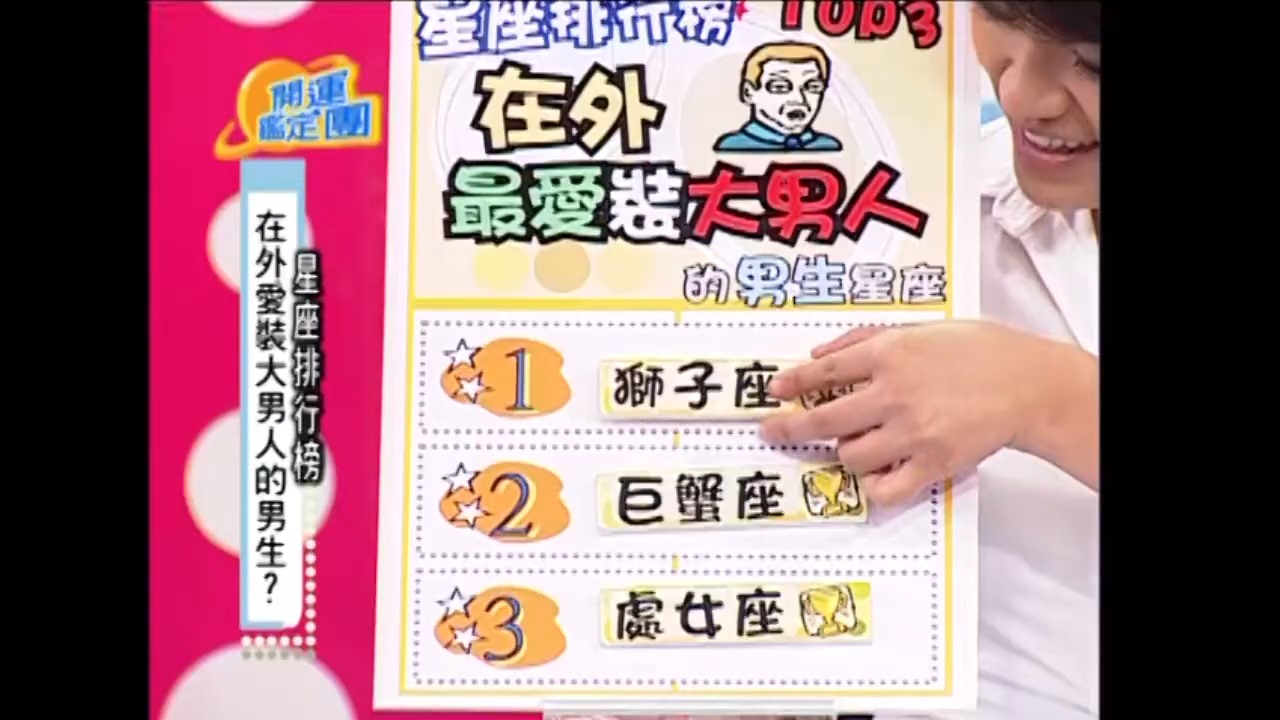 星座排行榜 TOP3
在外
最愛裝大男人
的男生星座
1 獅子座
2 巨蟹座
3 處女座
開運
鑑定團
星座排行榜
在外愛裝大男人的男生?